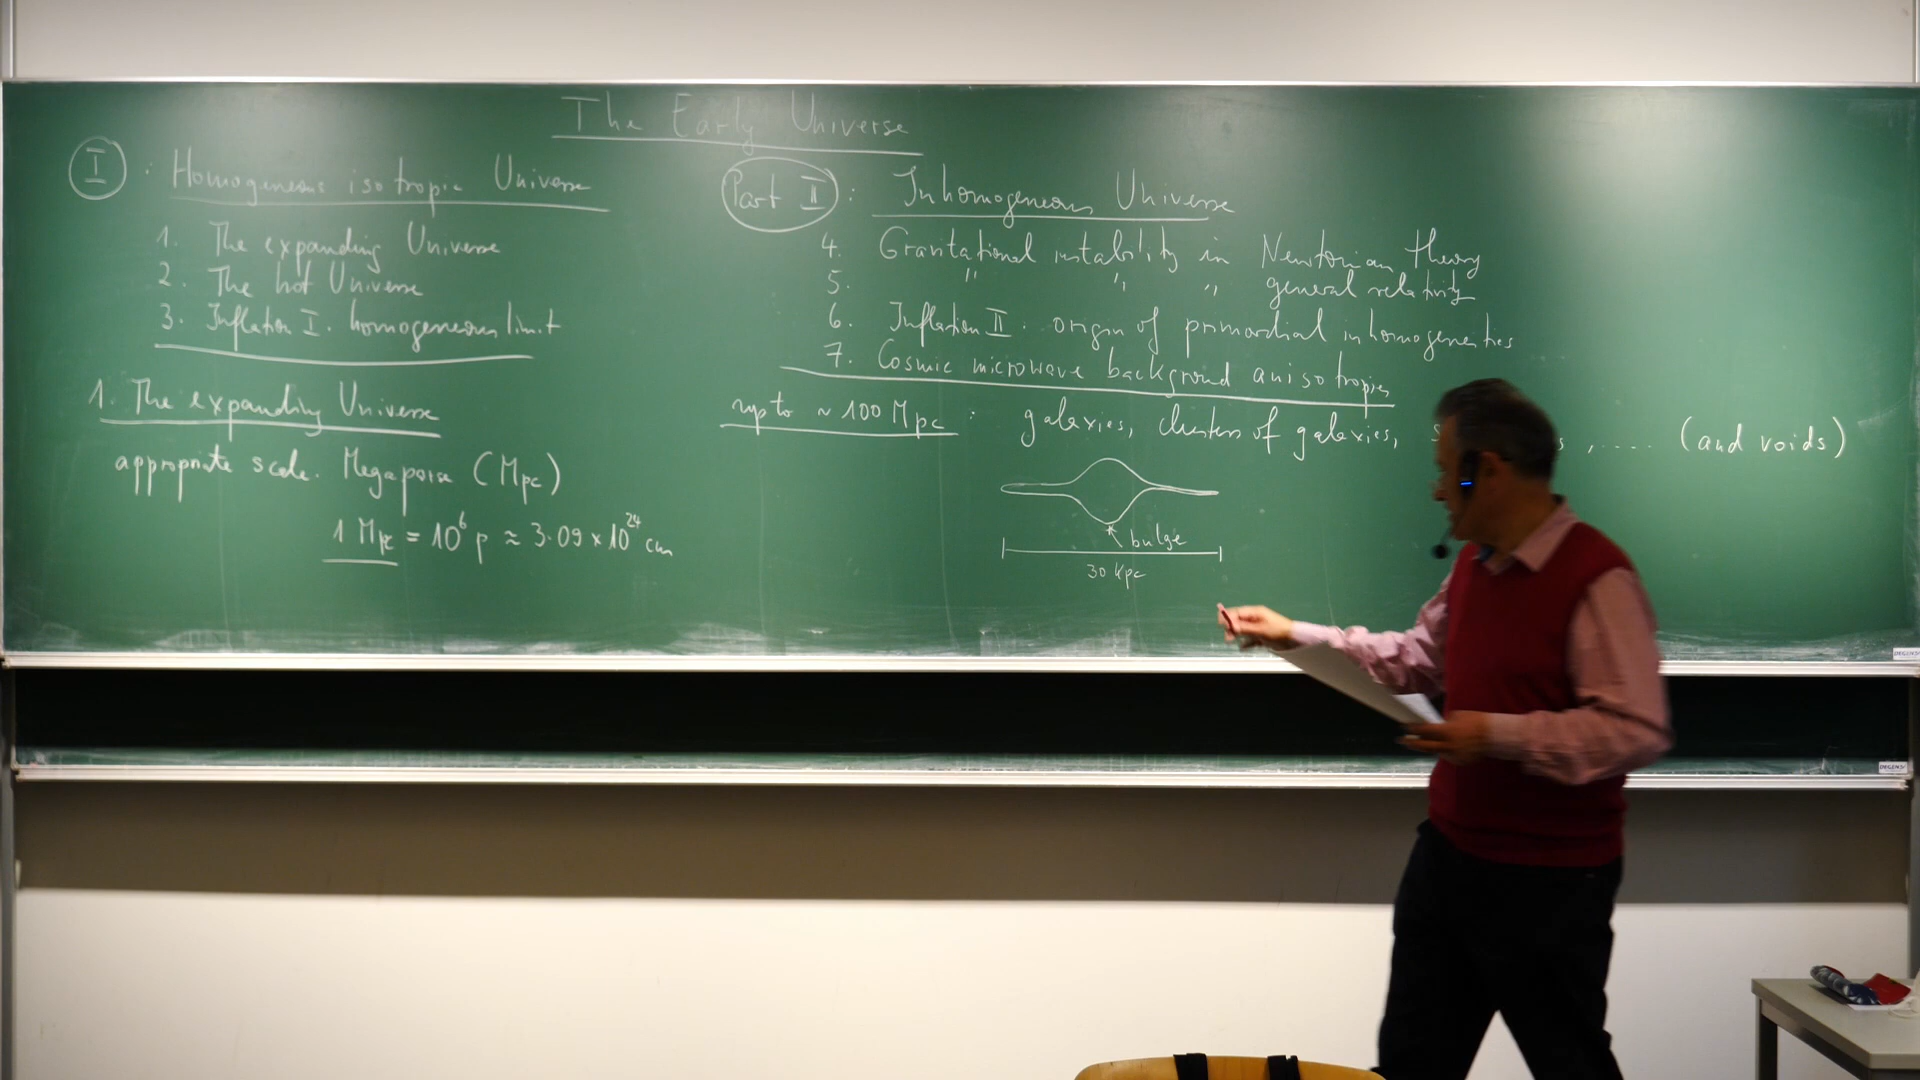 The Early Universe
I : Homogeneous isotropic Universe
1. The expanding Universe
2. The hot Universe
3. Inflation I. homogeneous limit
1. The expanding Universe
appropriate scale. Megaparse (Mpc)
1 Mpc = 10⁶ p ≈ 3.09 × 10²⁴ cm
Part II : Inhomogeneous Universe
4. Gravitational instability in Newtonian theory
5. " " " general relativity
6. Inflation II. origin of primordial inhomogeneities
7. Cosmic microwave background anisotropies
up to ~ 100 Mpc : galaxies, clusters of galaxies, , .... (and voids)
bulge
30 Kpc